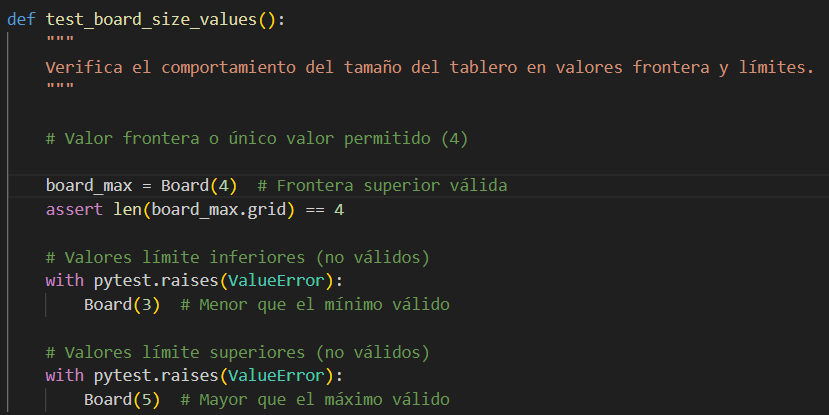 def test_board_size_values():
    """
    Verifica el comportamiento del tamaño del tablero en valores frontera y límites.
    """
    # Valor frontera o único valor permitido (4)
    board_max = Board(4)  # Frontera superior válida
    assert len(board_max.grid) == 4
    # Valores límite inferiores (no válidos)
    with pytest.raises(ValueError):
        Board(3)  # Menor que el mínimo válido
    # Valores límite superiores (no válidos)
    with pytest.raises(ValueError):
        Board(5)  # Mayor que el máximo válido